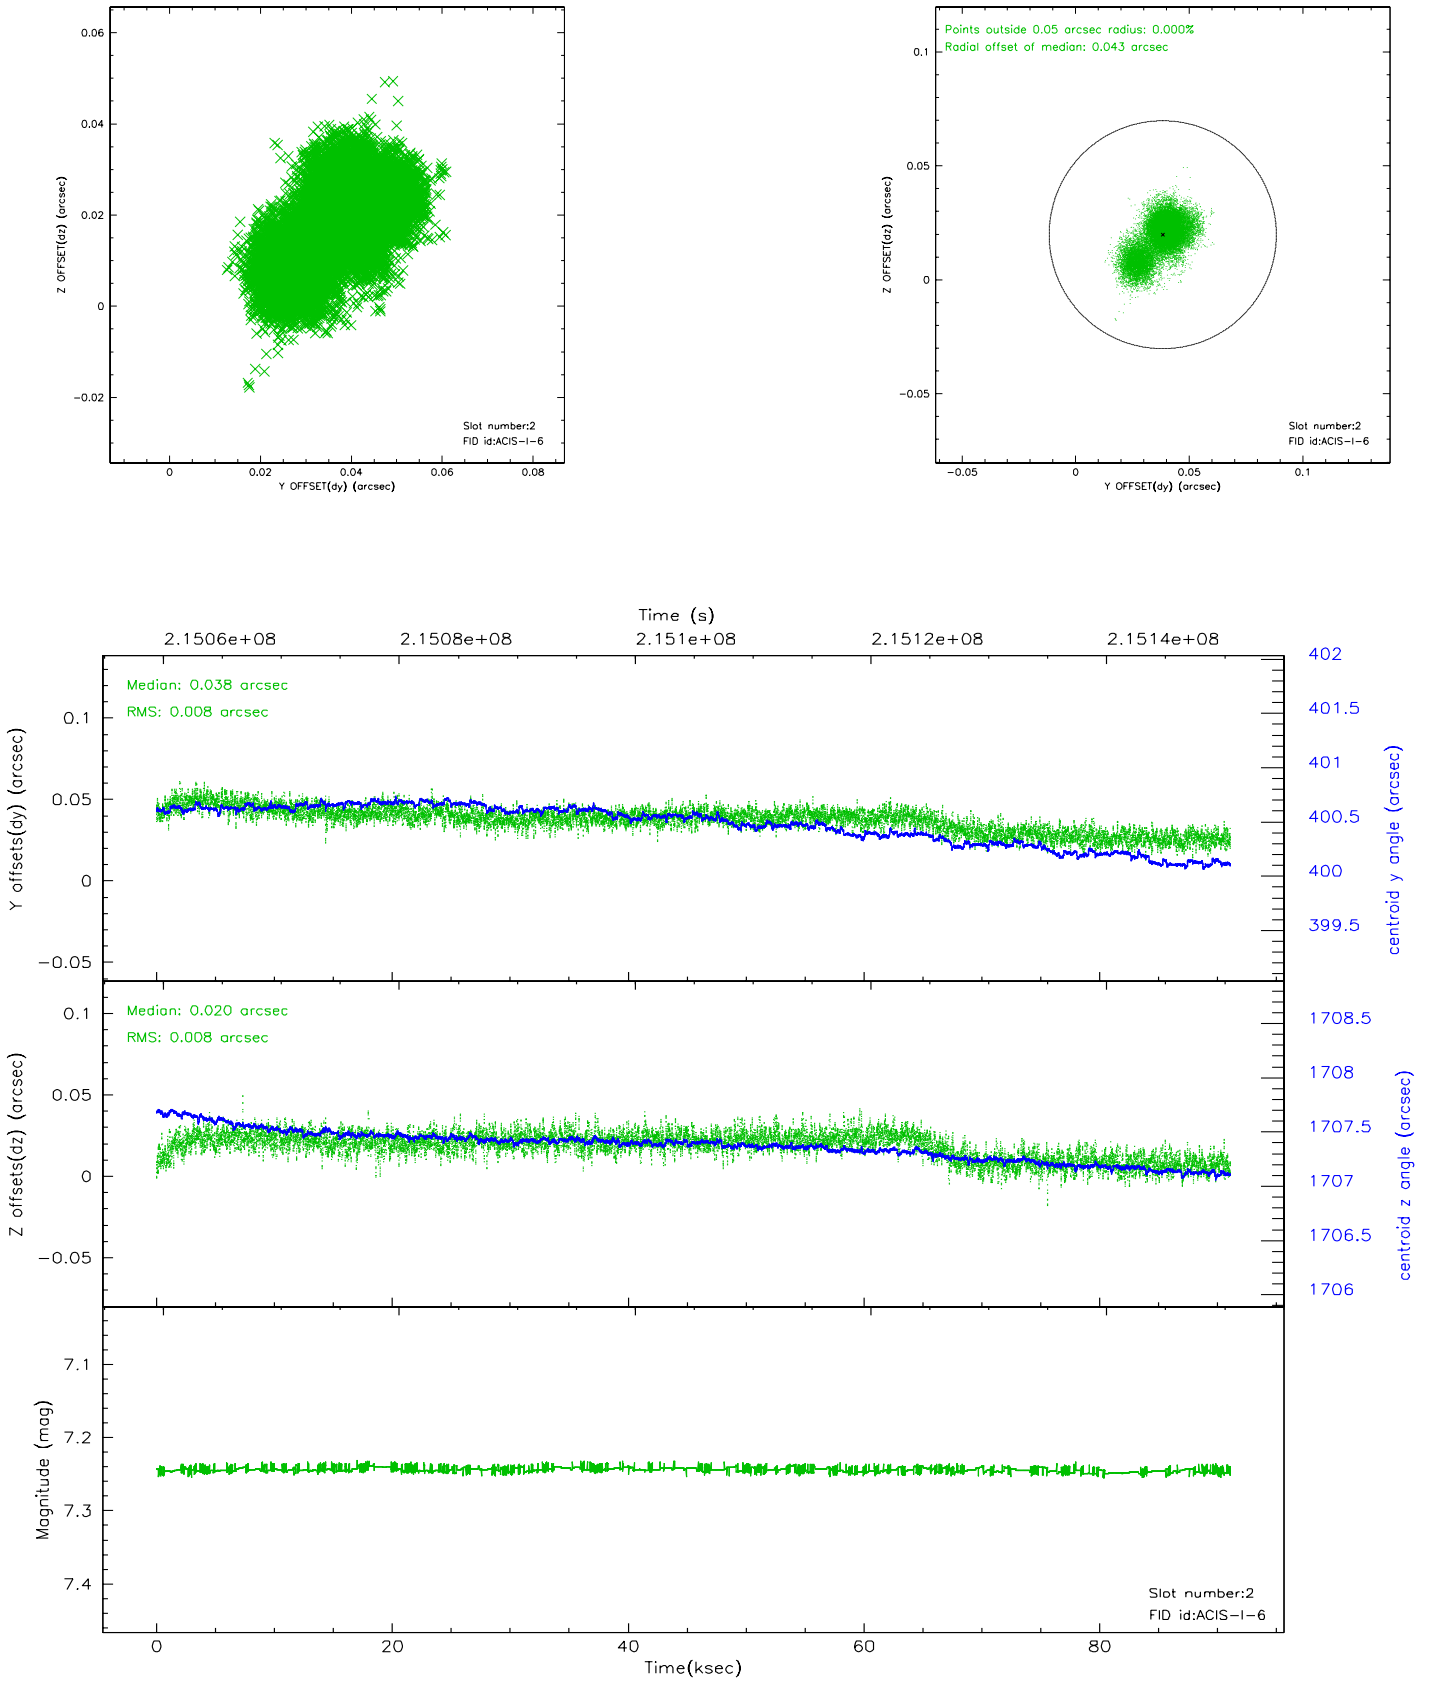 0.06
0.04
0.02
0
−0.02
Z OFFSET(dz) (arcsec)
Slot number:2
FID id:ACIS−I−6
0 0.02 0.04 0.06 0.08
Y OFFSET(dy) (arcsec)
Points outside 0.05 arcsec radius: 0.000%
Radial offset of median: 0.043 arcsec
0.1
0.05
0
−0.05
Z OFFSET(dz) (arcsec)
Slot number:2
FID id:ACIS−I−6
−0.05 0 0.05 0.1
Y OFFSET(dy) (arcsec)
Time (s)
2.1506e+08 2.1508e+08 2.151e+08 2.1512e+08 2.1514e+08
Median: 0.038 arcsec
RMS: 0.008 arcsec
0.1
0.05
0
−0.05
Y offsets(dy) (arcsec)
402
401.5
401
400.5
400
399.5
centroid y angle (arcsec)
Median: 0.020 arcsec
RMS: 0.008 arcsec
0.1
0.05
0
−0.05
Z offsets(dz) (arcsec)
1708.5
1708
1707.5
1707
1706.5
1706
centroid z angle (arcsec)
7.1
7.2
7.3
7.4
Magnitude (mag)
Slot number:2
FID id:ACIS−I−6
0 20 40 60 80
Time(ksec)